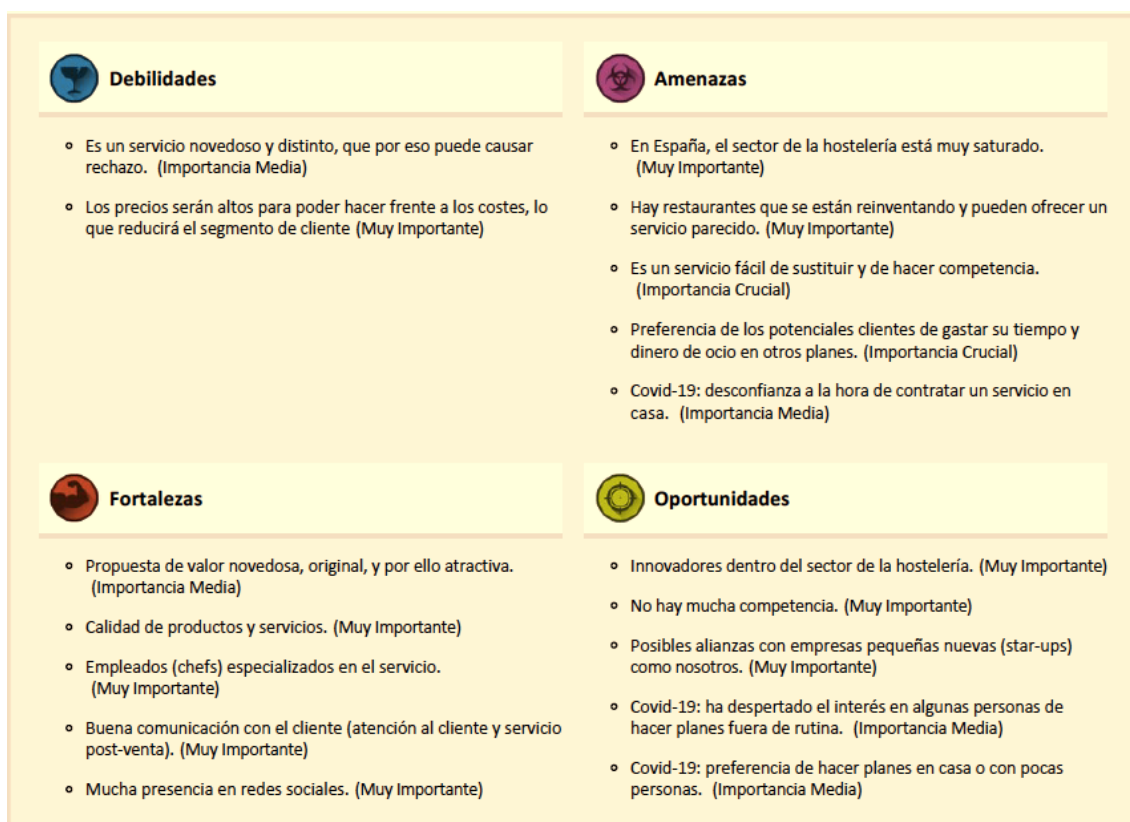 Debilidades
Es un servicio novedoso y distinto, que por eso puede causar
rechazo. (Importancia Media)
Los precios serán altos para poder hacer frente a los costes, lo
que reducirá el segmento de cliente (Muy Importante)
Amenazas
En España, el sector de la hostelería está muy saturado.
(Muy Importante)
Hay restaurantes que se están reinventando y pueden ofrecer un
servicio parecido. (Muy Importante)
Es un servicio fácil de sustituir y de hacer competencia.
(Importancia Crucial)
Preferencia de los potenciales clientes de gastar su tiempo y
dinero de ocio en otros planes. (Importancia Crucial)
Covid-19: desconfianza a la hora de contratar un servicio en
casa. (Importancia Media)
Fortalezas
Propuesta de valor novedosa, original, y por ello atractiva.
(Importancia Media)
Calidad de productos y servicios. (Muy Importante)
Empleados (chefs) especializados en el servicio.
(Muy Importante)
Buena comunicación con el cliente (atención al cliente y servicio
post-venta). (Muy Importante)
Mucha presencia en redes sociales. (Muy Importante)
Oportunidades
Innovadores dentro del sector de la hostelería. (Muy Importante)
No hay mucha competencia. (Muy Importante)
Posibles alianzas con empresas pequeñas nuevas (star-ups)
como nosotros. (Muy Importante)
Covid-19: ha despertado el interés en algunas personas de
hacer planes fuera de rutina. (Importancia Media)
Covid-19: preferencia de hacer planes en casa o con pocas
personas. (Importancia Media)